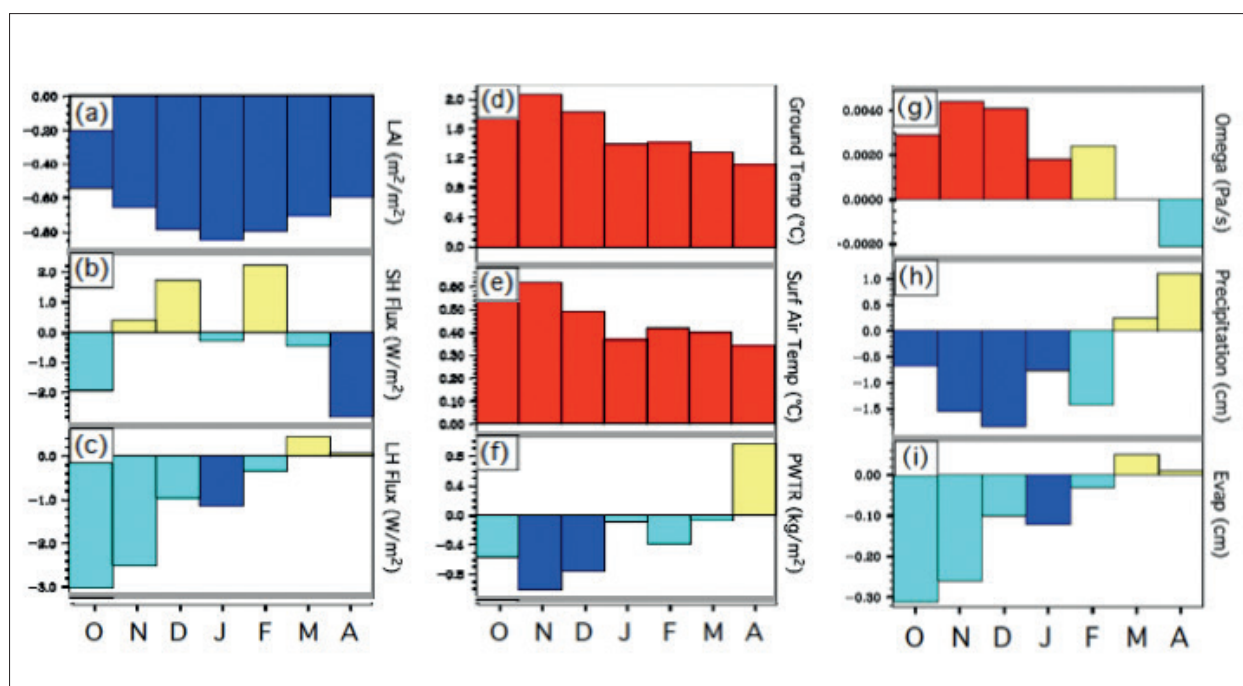 (a)
0.00
-0.20
-0.40
-0.60
-0.80
LAI (m²/m²)
(b)
2.0
1.0
0.0
-1.0
-2.0
SH Flux (W/m²)
(c)
0.0
-1.0
-2.0
-3.0
LH Flux (W/m²)
O N D J F M A
(d)
2.0
1.6
1.2
0.8
0.4
0.0
Ground Temp (°C)
(e)
0.60
0.40
0.30
0.20
0.00
Surf Air Temp (°C)
(f)
0.8
0.4
0.0
-0.4
-0.8
PWTR (kg/m²)
O N D J F M A
(g)
0.0040
0.0020
0.0000
-0.0020
Omega (Pa/s)
(h)
1.0
0.5
0.0
-0.5
-1.0
-1.5
Precipitation (cm)
(i)
0.00
-0.10
-0.20
-0.30
Evap (cm)
O N D J F M A